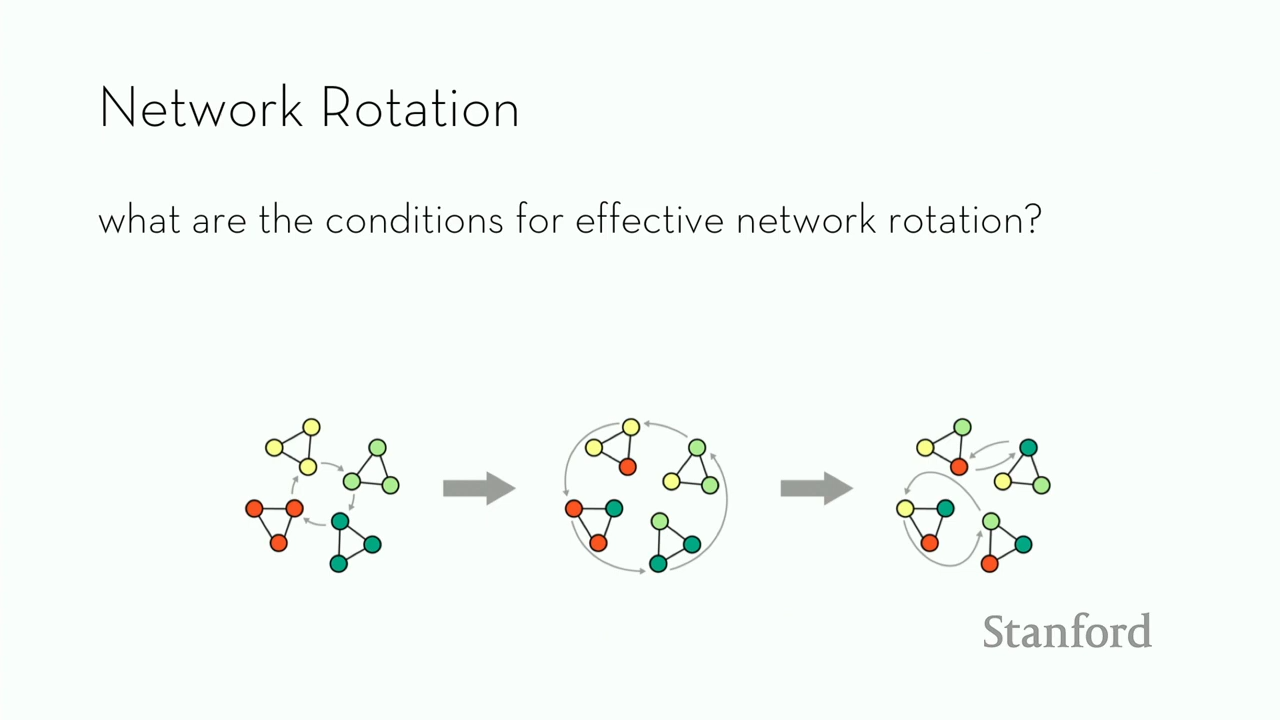 Network Rotation
what are the conditions for effective network rotation?
Stanford